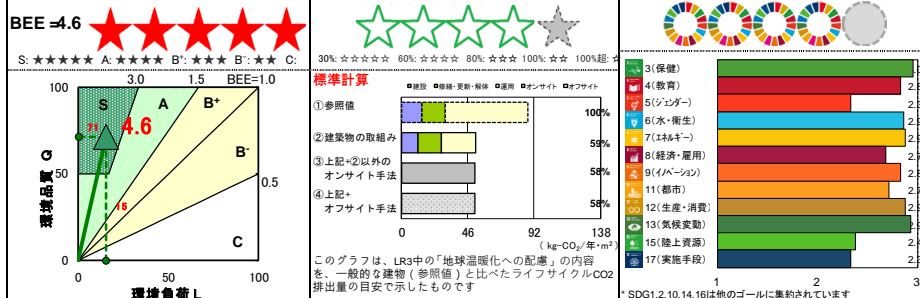 BEE =4.6
S: ★★★★★ A: ★★★★ B⁺: ★★★ B⁻: ★★ C:
3.0 1.5 BEE=1.0
100
S A B⁺
71
4.6
B⁻
50
0.5
15
C
0
0 50 100
環境品質 Q
環境負荷 L
30%: ☆☆☆☆☆ 60%: ☆☆☆☆ 80%: ☆☆☆ 100%: ☆☆ 100%超: ☆
標準計算
建設 修繕・更新・解体 運用 オンサイト オフサイト
①参照値 100%
②建築物の取組み 59%
③上記+②以外の
オンサイト手法 58%
④上記+
オフサイト手法 58%
0 46 92 138
( kg-CO₂/年・m²)
このグラフは、LR3中の「地球温暖化への配慮」の内容
を、一般的な建物(参照値)と比べたライフサイクルCO2
排出量の目安で示したものです
3(保健)
4(教育)
5(ジェンダー)
6(水・衛生)
7(エネルギー)
8(経済・雇用)
9(イノベーション)
11(都市)
12(生産・消費)
13(気候変動)
15(陸上資源)
17(実施手段)
1 2 3
* SDG1,2,10,14,16は他のゴールに集約されています